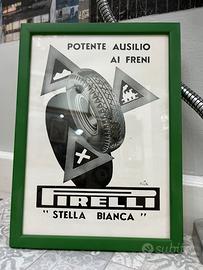 POTENTE AUSILIO
AI FRENI
PIRELLI
"STELLA BIANCA"
subito